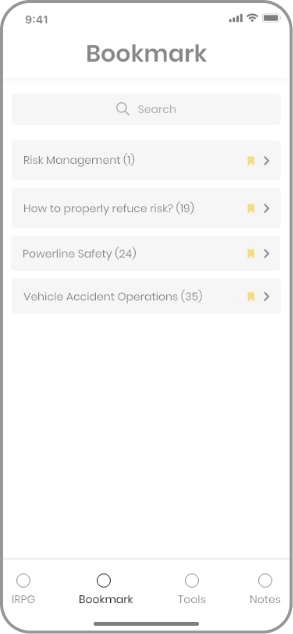 9:41
Bookmark
Search
Risk Management (1)
How to properly refuce risk? (19)
Powerline Safety (24)
Vehicle Accident Operations (35)
IRPG Bookmark Tools Notes